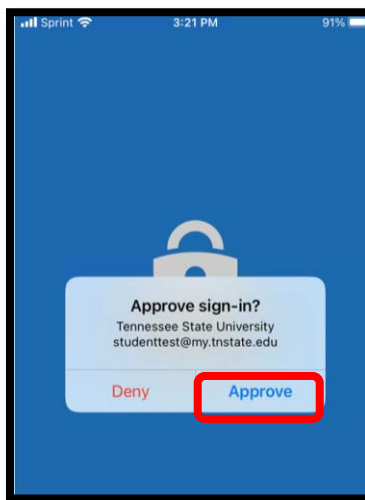 Sprint 3:21 PM 91%
Approve sign-in?
Tennessee State University
studenttest@my.tnstate.edu
Deny Approve